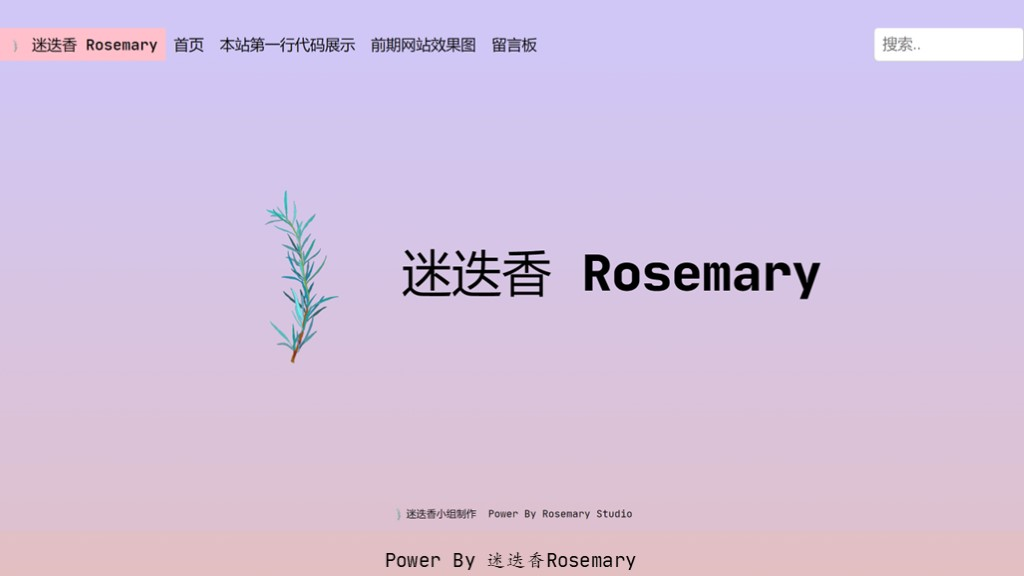 迷迭香 Rosemary 首页 本站第一行代码展示 前期网站效果图 留言板 搜索..
迷迭香 Rosemary
迷迭香小组制作 Power By Rosemary Studio
Power By 迷迭香Rosemary